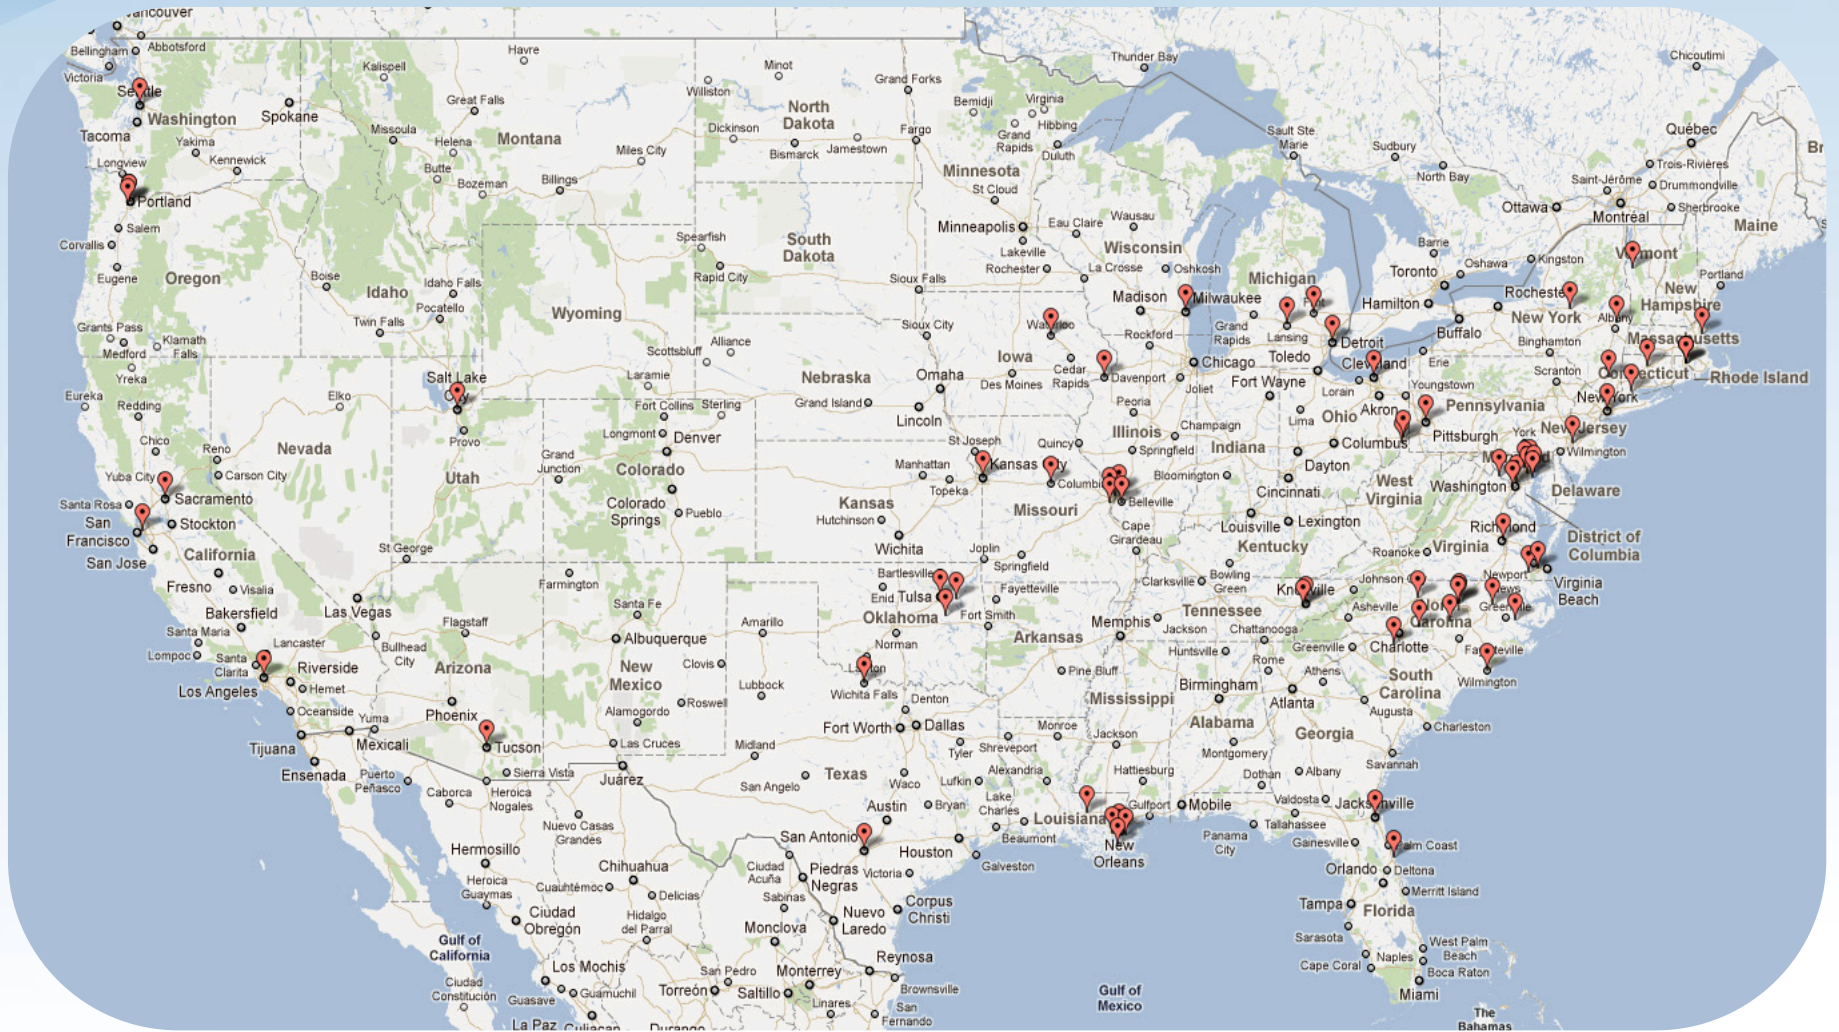 Vancouver
Bellingham
Abbotsford
Victoria
Seattle
Washington
Spokane
Tacoma
Yakima
Kennewick
Longview
Portland
Salem
Corvallis
Eugene
Oregon
Grants Pass
Medford
Klamath
Falls
Yreka
Eureka
Redding
Chico
Yuba City
Reno
Carson City
Santa Rosa
Sacramento
San
Francisco
Stockton
San Jose
California
Fresno
Visalia
Bakersfield
Santa Maria
Lompoc
Lancaster
Santa
Clarita
Riverside
Los Angeles
Hemet
Oceanside
Tijuana
Ensenada
Mexicali
Yuma
Kalispell
Havre
Great Falls
Missoula
Helena
Montana
Butte
Bozeman
Billings
Miles City
Boise
Idaho
Idaho Falls
Pocatello
Twin Falls
Wyoming
Elko
Nevada
Salt Lake
City
Provo
Utah
St George
Las Vegas
Bullhead
City
Flagstaff
Arizona
Phoenix
Tucson
Sierra Vista
Heroica
Nogales
Puerto
Peñasco
Caborca
Williston
Minot
Grand Forks
North
Dakota
Dickinson
Bismarck
Jamestown
Fargo
South
Dakota
Spearfish
Rapid City
Sioux Falls
Sioux City
Scottsbluff
Alliance
Laramie
Nebraska
Grand Island
Omaha
Lincoln
Fort Collins
Sterling
Longmont
Denver
Grand
Junction
Colorado
Colorado
Springs
Pueblo
Farmington
Santa Fe
Albuquerque
New
Mexico
Clovis
Roswell
Alamogordo
Las Cruces
Juárez
Kansas
Manhattan
Topeka
Hutchinson
Wichita
St Joseph
Kansas City
Columbia
Missouri
Joplin
Springfield
Bartlesville
Enid
Tulsa
Oklahoma
Norman
Lawton
Fayetteville
Fort Smith
Arkansas
Pine Bluff
Amarillo
Lubbock
Wichita Falls
Denton
Fort Worth
Dallas
Midland
San Angelo
Texas
Tyler
Waco
Lufkin
Austin
Bryan
San Antonio
Houston
Beaumont
Galveston
Victoria
Corpus
Christi
Shreveport
Monroe
Alexandria
Lake
Charles
Louisiana
New
Orleans
Bemidji
Virginia
Hibbing
Grand
Rapids
Duluth
Thunder Bay
Minnesota
St Cloud
Minneapolis
Lakeville
Rochester
Eau Claire
Wausau
Wisconsin
La Crosse
Oshkosh
Madison
Milwaukee
Waterloo
Iowa
Des Moines
Cedar
Rapids
Davenport
Rockford
Chicago
Joliet
Peoria
Quincy
Illinois
Champaign
Springfield
Bloomington
Belleville
Cape
Girardeau
Michigan
Grand
Rapids
Flint
Lansing
Detroit
Toledo
Fort Wayne
Indiana
Lima
Ohio
Cleveland
Lorain
Akron
Youngstown
Columbus
Dayton
Cincinnati
Louisville
Lexington
Kentucky
Bowling
Green
Clarksville
Tennessee
Knoxville
Memphis
Jackson
Chattanooga
Huntsville
Mississippi
Jackson
Hattiesburg
Gulfport
Mobile
Birmingham
Alabama
Montgomery
Dothan
Rome
Athens
Atlanta
Georgia
Augusta
Albany
Valdosta
Savannah
Tallahassee
Panama
City
Jacksonville
Gainesville
Palm Coast
Orlando
Deltona
Merritt Island
Tampa
Florida
Sarasota
West Palm
Beach
Cape Coral
Naples
Boca Raton
Miami
The
Bahamas
Sault Ste
Marie
Sudbury
North Bay
Chicoutimi
Québec
Trois-Rivières
Saint-Jérôme
Drummondville
Ottawa
Montréal
Sherbrooke
Maine
Br
Barrie
Toronto
Oshawa
Kingston
Hamilton
Vermont
Portland
New
Hampshire
Rochester
New York
Albany
Buffalo
Binghamton
Massachusetts
Erie
Scranton
Connecticut
Rhode Island
New York
Pennsylvania
Pittsburgh
York
New Jersey
Wilmington
Maryland
Washington
Delaware
West
Virginia
District of
Columbia
Richmond
Roanoke
Virginia
Newport
News
Virginia
Beach
Johnson
Asheville
North
Carolina
Greenville
Charlotte
Fayetteville
Greenville
Wilmington
South
Carolina
Charleston
Hermosillo
Heroica
Guaymas
Ciudad
Obregón
Nuevo Casas
Grandes
Chihuahua
Cuauhtémoc
Delicias
Hidalgo
del Parral
Ciudad
Acuña
Piedras
Negras
Sabinas
Nuevo
Laredo
Monclova
Reynosa
Brownsville
San
Fernando
Gulf of
California
Ciudad
Constitución
Los Mochis
Guasave
Guamuchil
La Paz
Culiacan
Durango
Torreón
San Pedro
Saltillo
Monterrey
Linares
Gulf of
Mexico